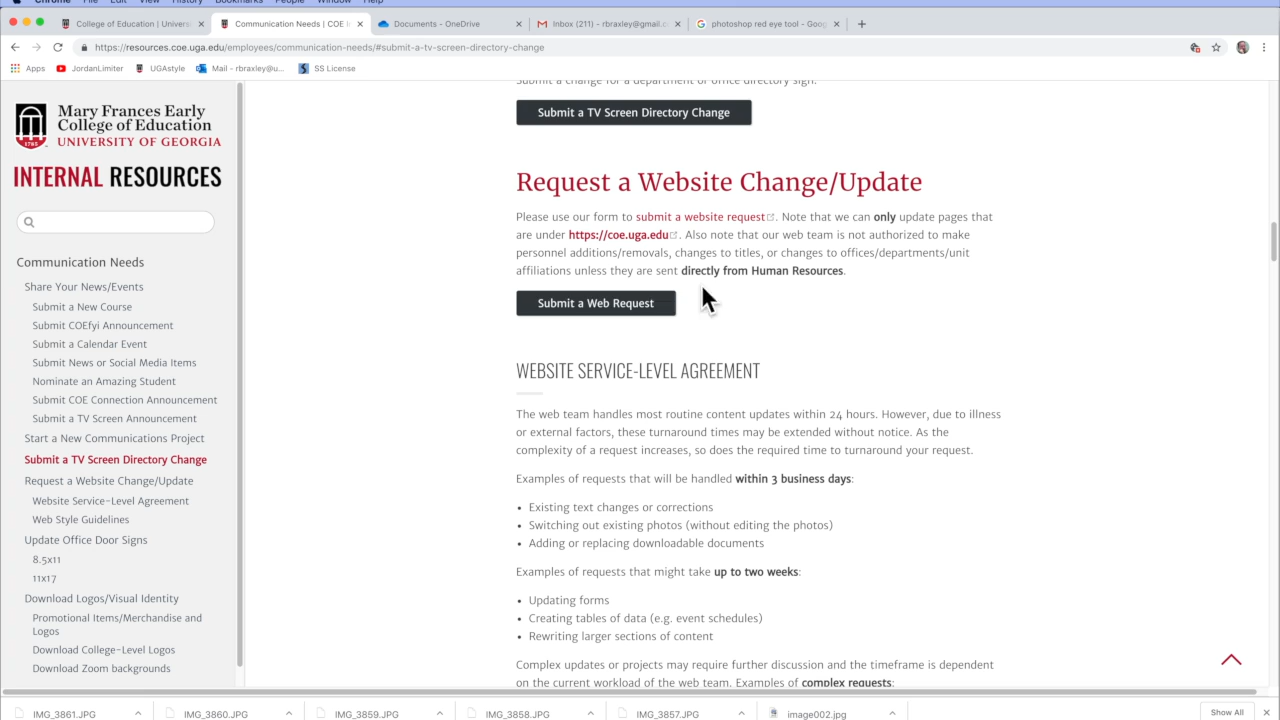 Chrome File Edit View History Bookmarks People Window Help
College of Education | Univers
Communication Needs | COE I
Documents - OneDrive
Inbox (211) - rbraxley@gmail.c
photoshop red eye tool - Goog
https://resources.coe.uga.edu/employees/communication-needs/#submit-a-tv-screen-directory-change
Apps
JordanLimiter
UGAstyle
Mail - rbraxley@u...
SS License
Mary Frances Early
College of Education
UNIVERSITY OF GEORGIA
1785
INTERNAL RESOURCES
Communication Needs
Share Your News/Events
Submit a New Course
Submit COEfyi Announcement
Submit a Calendar Event
Submit News or Social Media Items
Nominate an Amazing Student
Submit COE Connection Announcement
Submit a TV Screen Announcement
Start a New Communications Project
Submit a TV Screen Directory Change
Request a Website Change/Update
Website Service-Level Agreement
Web Style Guidelines
Update Office Door Signs
8.5x11
11x17
Download Logos/Visual Identity
Promotional Items/Merchandise and
Logos
Download College-Level Logos
Download Zoom backgrounds
Submit a change for a department or office directory sign.
Submit a TV Screen Directory Change
Request a Website Change/Update
Please use our form to submit a website request. Note that we can only update pages that
are under https://coe.uga.edu. Also note that our web team is not authorized to make
personnel additions/removals, changes to titles, or changes to offices/departments/unit
affiliations unless they are sent directly from Human Resources.
Submit a Web Request
WEBSITE SERVICE-LEVEL AGREEMENT
The web team handles most routine content updates within 24 hours. However, due to illness
or external factors, these turnaround times may be extended without notice. As the
complexity of a request increases, so does the required time to turnaround your request.
Examples of requests that will be handled within 3 business days:
• Existing text changes or corrections
• Switching out existing photos (without editing the photos)
• Adding or replacing downloadable documents
Examples of requests that might take up to two weeks:
• Updating forms
• Creating tables of data (e.g. event schedules)
• Rewriting larger sections of content
Complex updates or projects may require further discussion and the timeframe is dependent
on the current workload of the web team. Examples of complex requests:
IMG_3861.JPG
IMG_3860.JPG
IMG_3859.JPG
IMG_3858.JPG
IMG_3857.JPG
image002.jpg
Show All